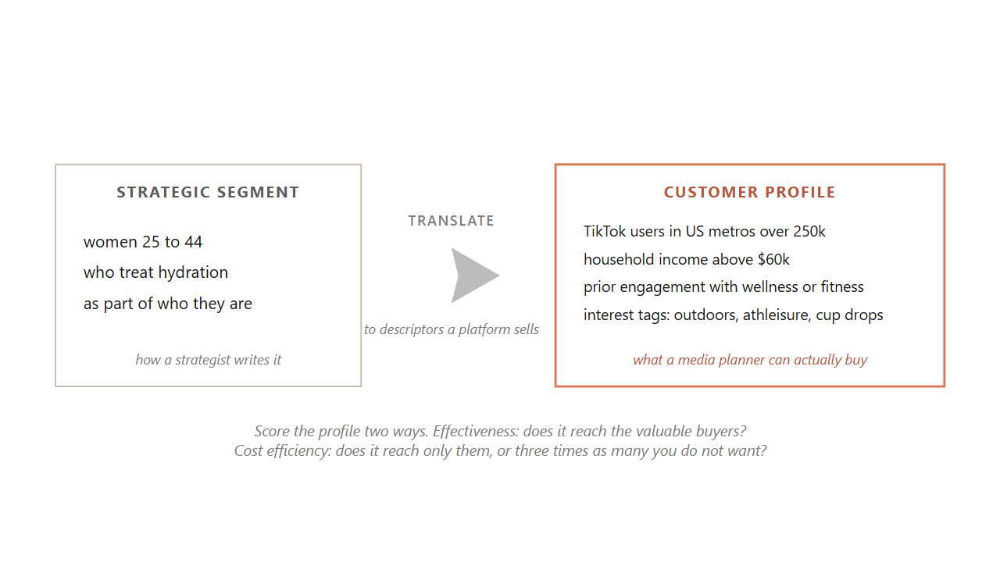 STRATEGIC SEGMENT
women 25 to 44
who treat hydration
as part of who they are
how a strategist writes it
TRANSLATE
to descriptors a platform sells
CUSTOMER PROFILE
TikTok users in US metros over 250k
household income above $60k
prior engagement with wellness or fitness
interest tags: outdoors, athleisure, cup drops
what a media planner can actually buy
Score the profile two ways. Effectiveness: does it reach the valuable buyers?
Cost efficiency: does it reach only them, or three times as many you do not want?